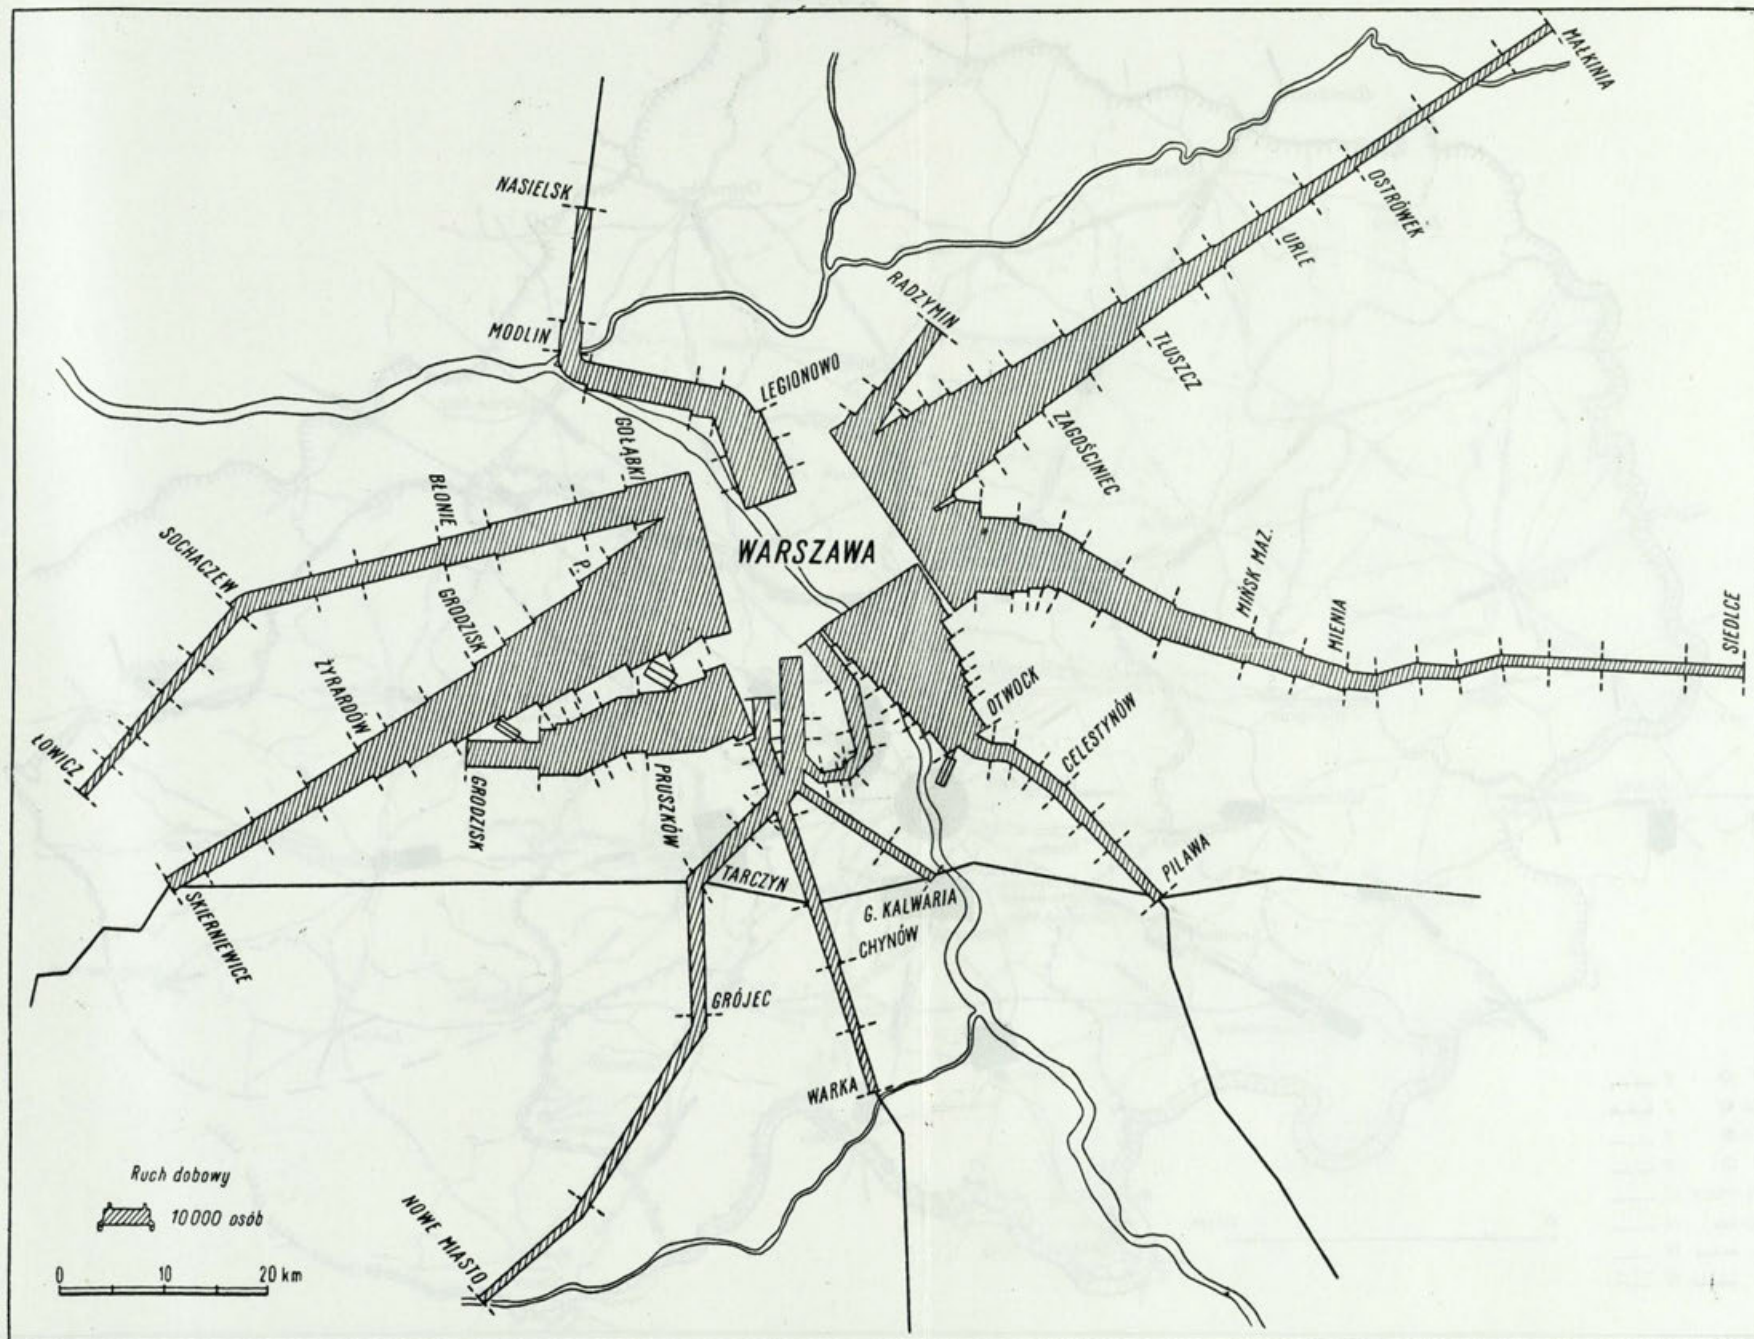 MAŁKINIA
NASIELSK
OSTRÓWEK
URLE
RADZYMIN
MODLIN
TŁUSZCZ
LEGIONOWO
ZAGOŚCINIEC
GOŁĄBKI
BŁONIE
SOCHACZEW
WARSZAWA
P.
GRODZISK
MIŃSK MAZ.
MIENIA
SIEDLCE
ŻYRARDÓW
OTWOCK
CELESTYNÓW
ŁOWICZ
GRODZISK
PRUSZKÓW
PILAWA
TARCZYN
G. KALWARIA
SKIERNIEWICE
CHYNÓW
GRÓJEC
WARKA
Ruch dobowy
10 000 osób
NOWE MIASTO
0 10 20 km